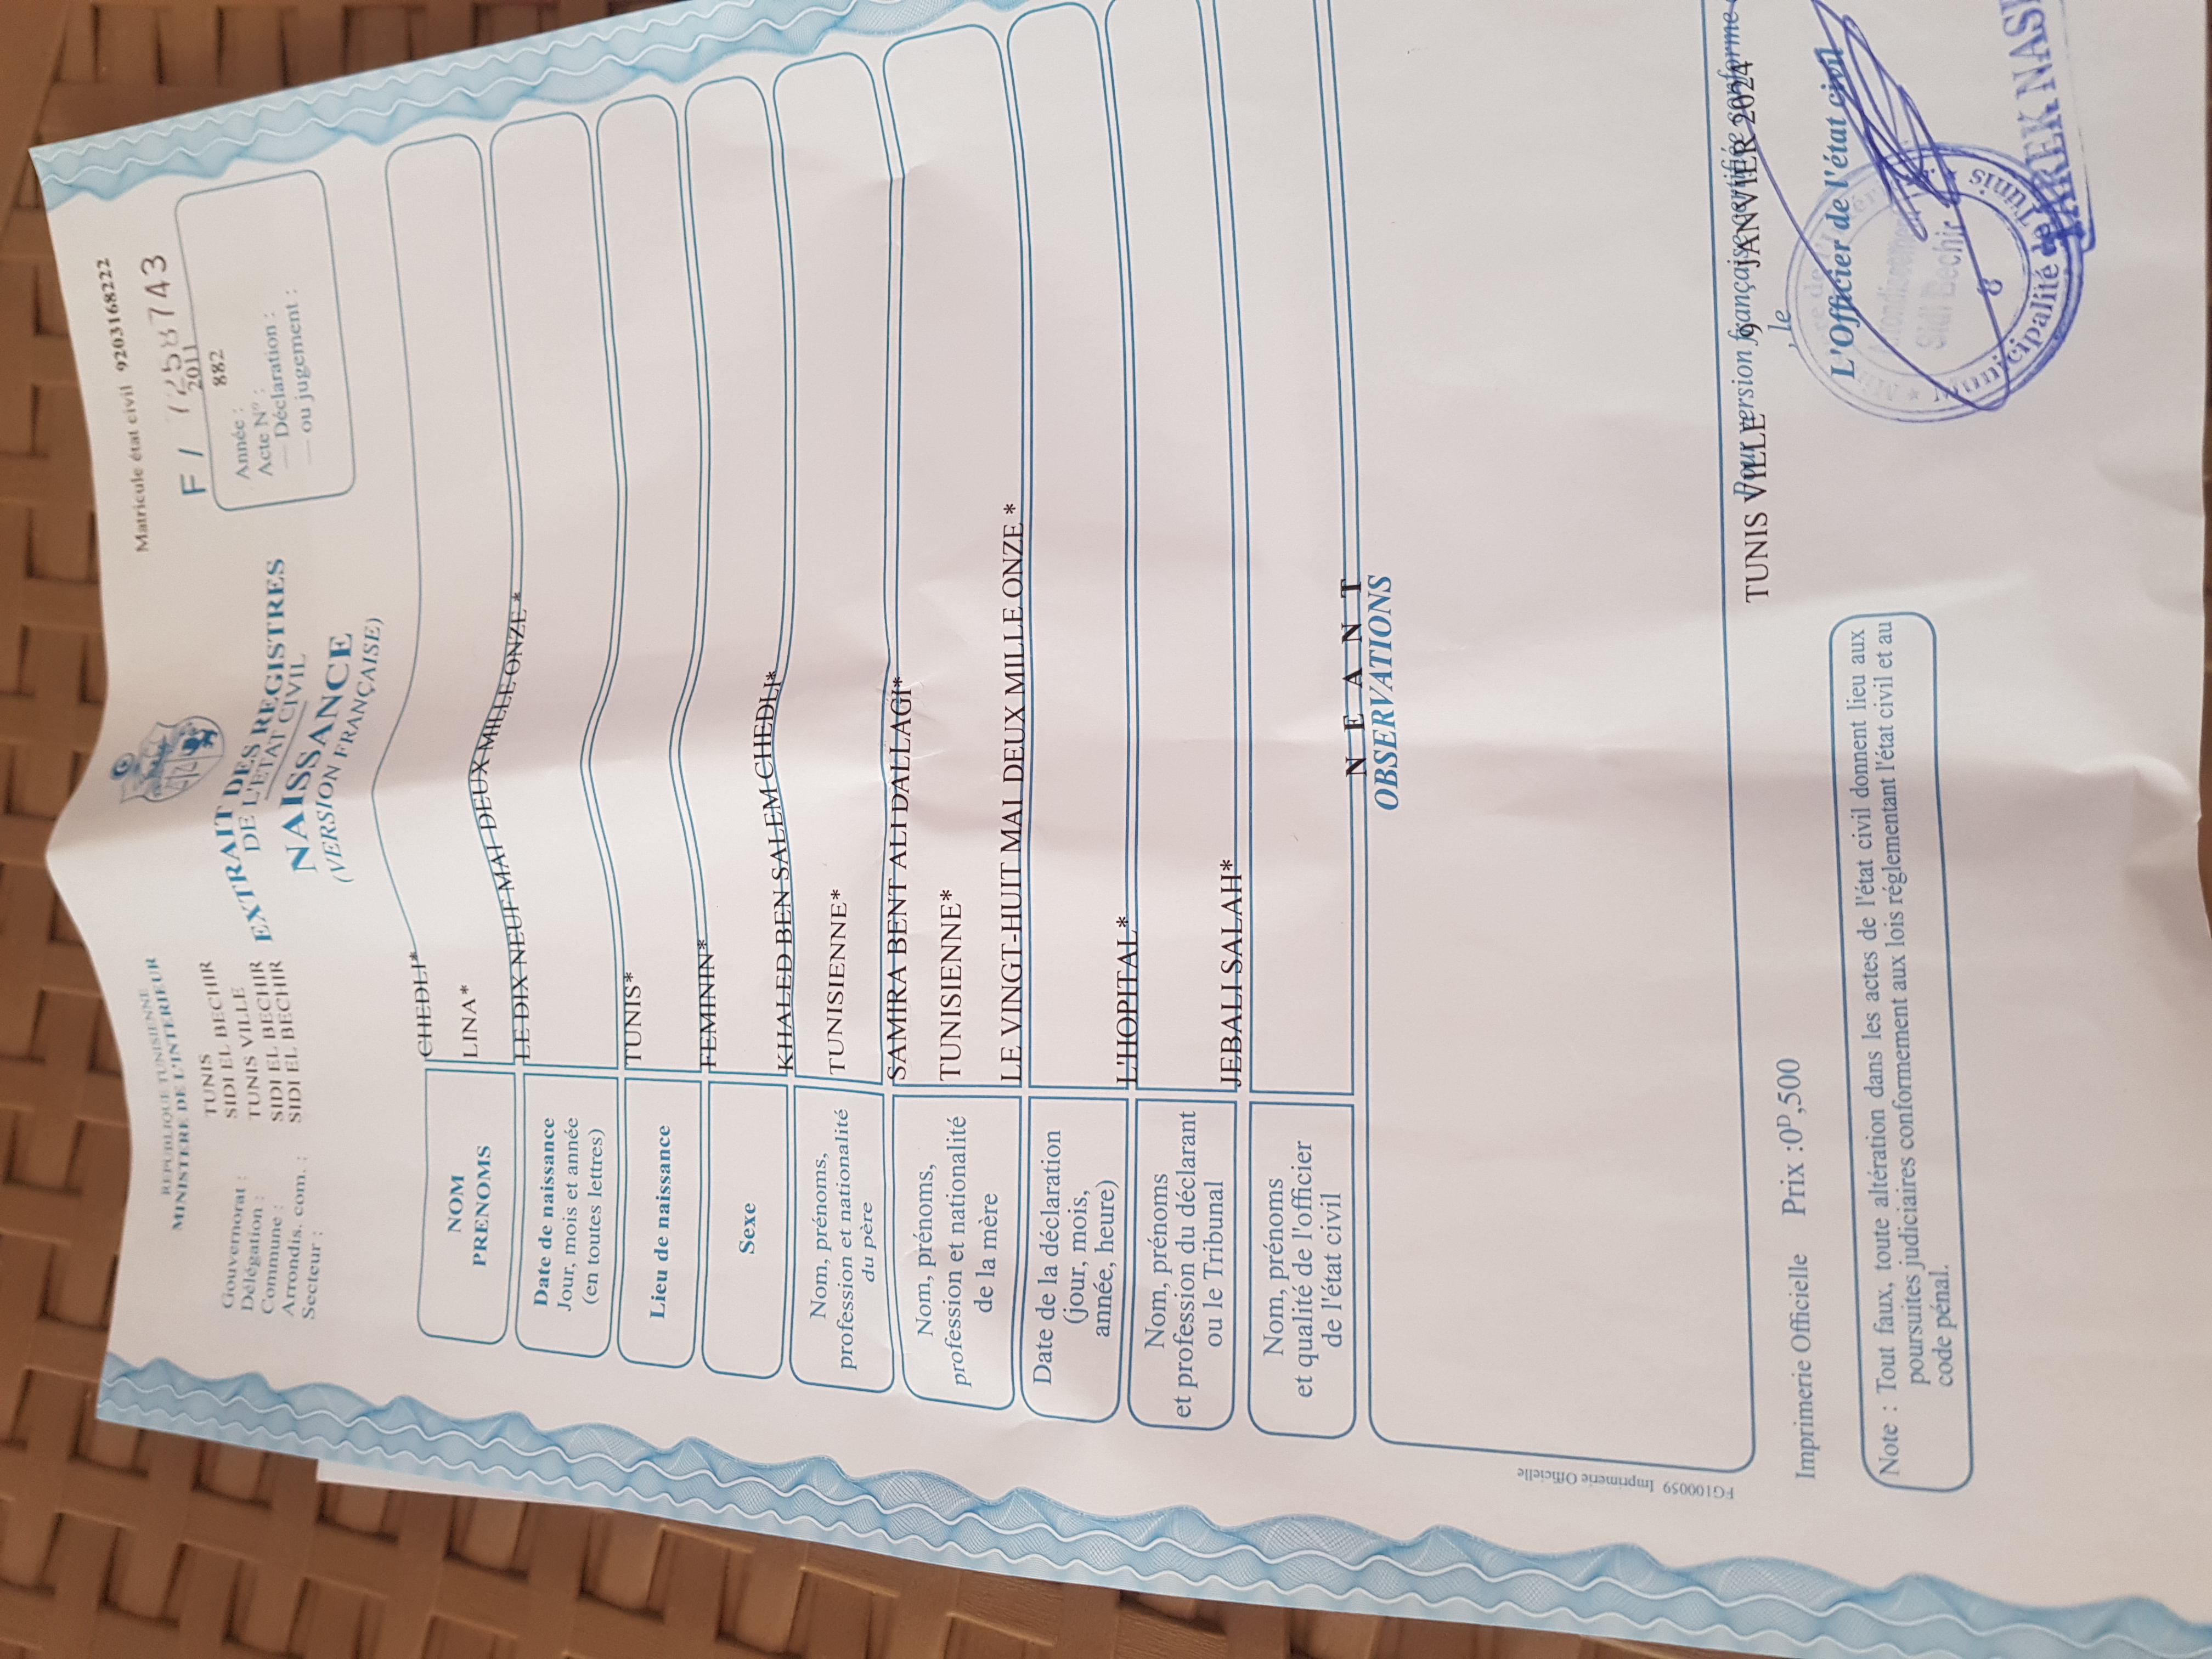 REPUBLIQUE TUNISIENNE
MINISTERE DE L'INTERIEUR
Gouvernorat : TUNIS
Délégation : SIDI EL BECHIR
Commune : TUNIS VILLE
Arrondis. com. : SIDI EL BECHIR
Secteur : SIDI EL BECHIR
EXTRAIT DES REGISTRES
DE L'ETAT CIVIL
NAISSANCE
(VERSION FRANÇAISE)
Matricule état civil 9203168222
F/ 7258743
Année : 2011
Acte N° : 882
Déclaration :
ou jugement :
NOM
PRENOMS
CHEDLI*
LINA*
Date de naissance
Jour, mois et année
(en toutes lettres)
LE DIX-NEUF MAI DEUX MILLE ONZE *
Lieu de naissance
TUNIS*
Sexe
FEMININ*
Nom, prénoms,
profession et nationalité
du père
KHALED BEN SALEM CHEDLI*
TUNISIENNE*
Nom, prénoms,
profession et nationalité
de la mère
SAMIRA BENT ALI DALLAGI*
TUNISIENNE*
Date de la déclaration
(jour, mois,
année, heure)
LE VINGT-HUIT MAI DEUX MILLE ONZE *
Nom, prénoms
et profession du déclarant
ou le Tribunal
L'HOPITAL*
Nom, prénoms
et qualité de l'officier
de l'état civil
JEBALI SALAH*
N E A N T
OBSERVATIONS
FG100059 Imprimerie Officielle
Pour version française certifiée conforme
TUNIS VILLE , le 9 JANVIER 2024
L'Officier de l'état civil
Municipalité de Tunis
Sidi Bechir
8
TAREK NASR
Imprimerie Officielle Prix : 0D,500
Note : Tout faux, toute altération dans les actes de l'état civil donnent lieu aux
poursuites judiciaires conformement aux lois réglementant l'état civil et au
code pénal.